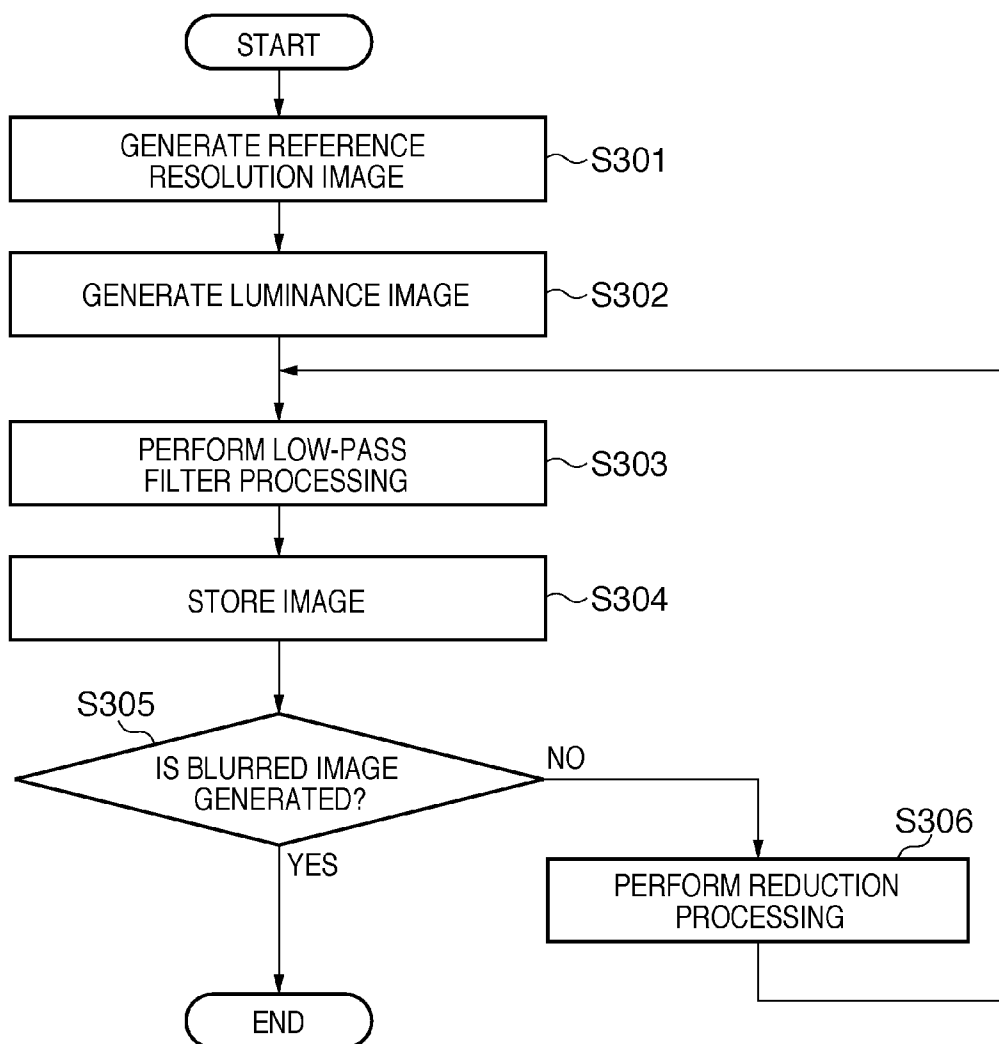 START
GENERATE REFERENCE
RESOLUTION IMAGE
S301
GENERATE LUMINANCE IMAGE
S302
PERFORM LOW-PASS
FILTER PROCESSING
S303
STORE IMAGE
S304
S305
IS BLURRED IMAGE
GENERATED?
NO
YES
S306
PERFORM REDUCTION
PROCESSING
END